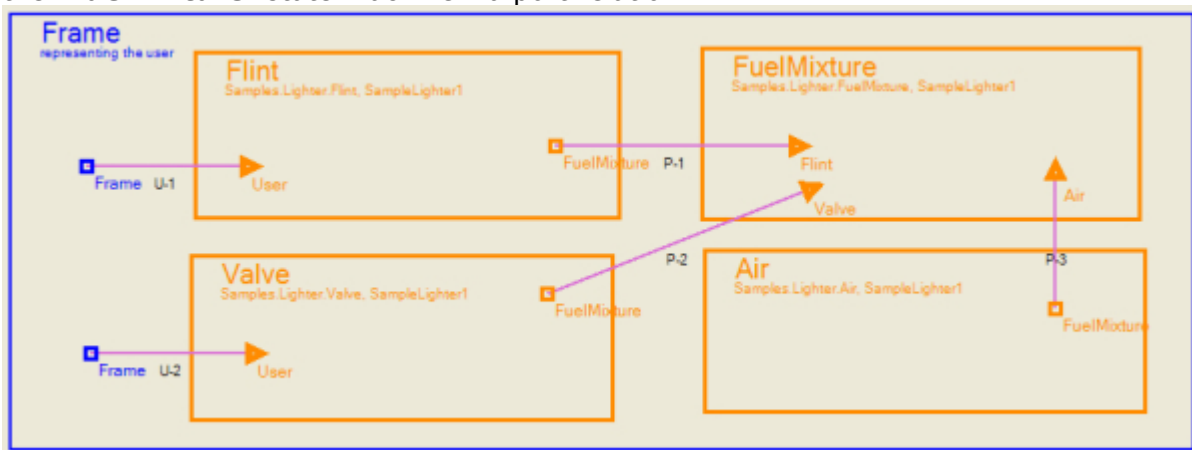 Frame
representing the user
Flint
Samples.Lighter.Flint, SampleLighter1
FuelMixture
Samples.Lighter.FuelMixture, SampleLighter1
FuelMixture P-1
Flint
Frame U-1
User
Valve
Air
P-2
P-3
Valve
Samples.Lighter.Valve, SampleLighter1
Air
Samples.Lighter.Air, SampleLighter1
FuelMixture
FuelMixture
Frame U-2
User